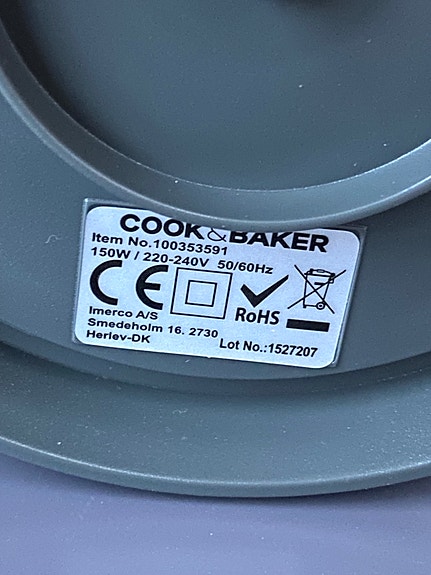 COOK&BAKER
Item No.100353591
150W / 220-240V 50/60Hz
CE
RoHS
Imerco A/S
Smedeholm 16. 2730
Herlev-DK
Lot No.:1527207